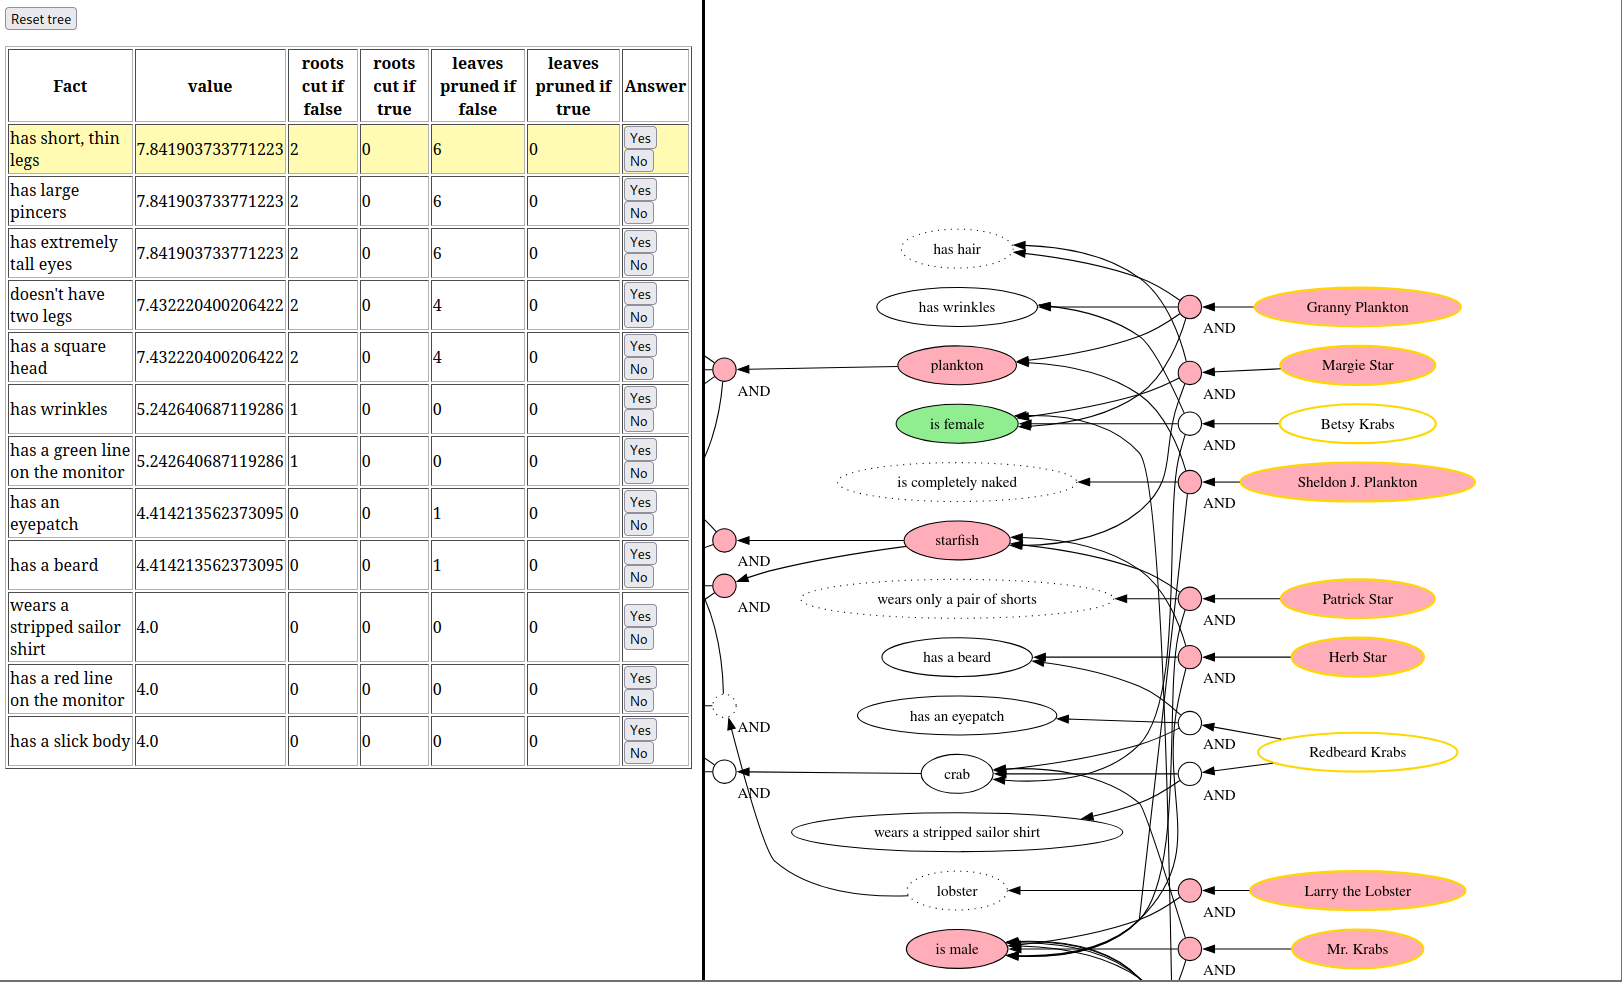 Reset tree
Fact
value
roots
cut if
false
roots
cut if
true
leaves
pruned if
false
leaves
pruned if
true
Answer
has short, thin
legs
7.841903733771223
2
0
6
0
Yes
No
has large
pincers
7.841903733771223
2
0
6
0
Yes
No
has extremely
tall eyes
7.841903733771223
2
0
6
0
Yes
No
doesn't have
two legs
7.432220400206422
2
0
4
0
Yes
No
has a square
head
7.432220400206422
2
0
4
0
Yes
No
has wrinkles
5.242640687119286
1
0
0
0
Yes
No
has a green line
on the monitor
5.242640687119286
1
0
0
0
Yes
No
has an
eyepatch
4.414213562373095
0
0
1
0
Yes
No
has a beard
4.414213562373095
0
0
1
0
Yes
No
wears a
stripped sailor
shirt
4.0
0
0
0
0
Yes
No
has a red line
on the monitor
4.0
0
0
0
0
Yes
No
has a slick body
4.0
0
0
0
0
Yes
No
AND
AND
AND
AND
AND
has hair
has wrinkles
plankton
is female
is completely naked
starfish
wears only a pair of shorts
has a beard
has an eyepatch
crab
wears a stripped sailor shirt
lobster
is male
AND
AND
AND
AND
AND
AND
AND
AND
AND
AND
Granny Plankton
Margie Star
Betsy Krabs
Sheldon J. Plankton
Patrick Star
Herb Star
Redbeard Krabs
Larry the Lobster
Mr. Krabs